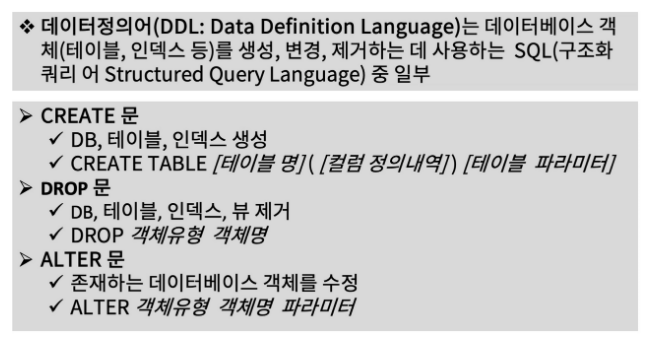 ❖ 데이터정의어(DDL: Data Definition Language)는 데이터베이스 객
체(테이블, 인덱스 등)를 생성, 변경, 제거하는 데 사용하는 SQL(구조화
쿼리 어 Structured Query Language) 중 일부
➢ CREATE 문
✓ DB, 테이블, 인덱스 생성
✓ CREATE TABLE [테이블 명] ( [컬럼 정의내역] ) [테이블 파라미터]
➢ DROP 문
✓ DB, 테이블, 인덱스, 뷰 제거
✓ DROP 객체유형 객체명
➢ ALTER 문
✓ 존재하는 데이터베이스 객체를 수정
✓ ALTER 객체유형 객체명 파라미터